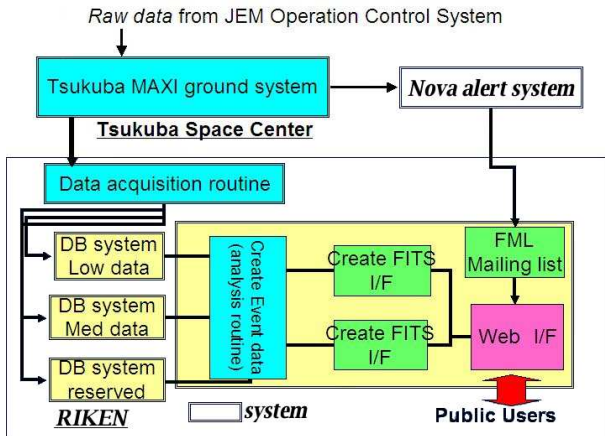 Raw data from JEM Operation Control System
Tsukuba MAXI ground system
Nova alert system
Tsukuba Space Center
Data acquisition routine
DB system
Low data
DB system
Med data
DB system
reserved
Create Event data
(analysis routine)
Create FITS
I/F
Create FITS
I/F
FML
Mailing list
Web I/F
RIKEN
system
Public Users